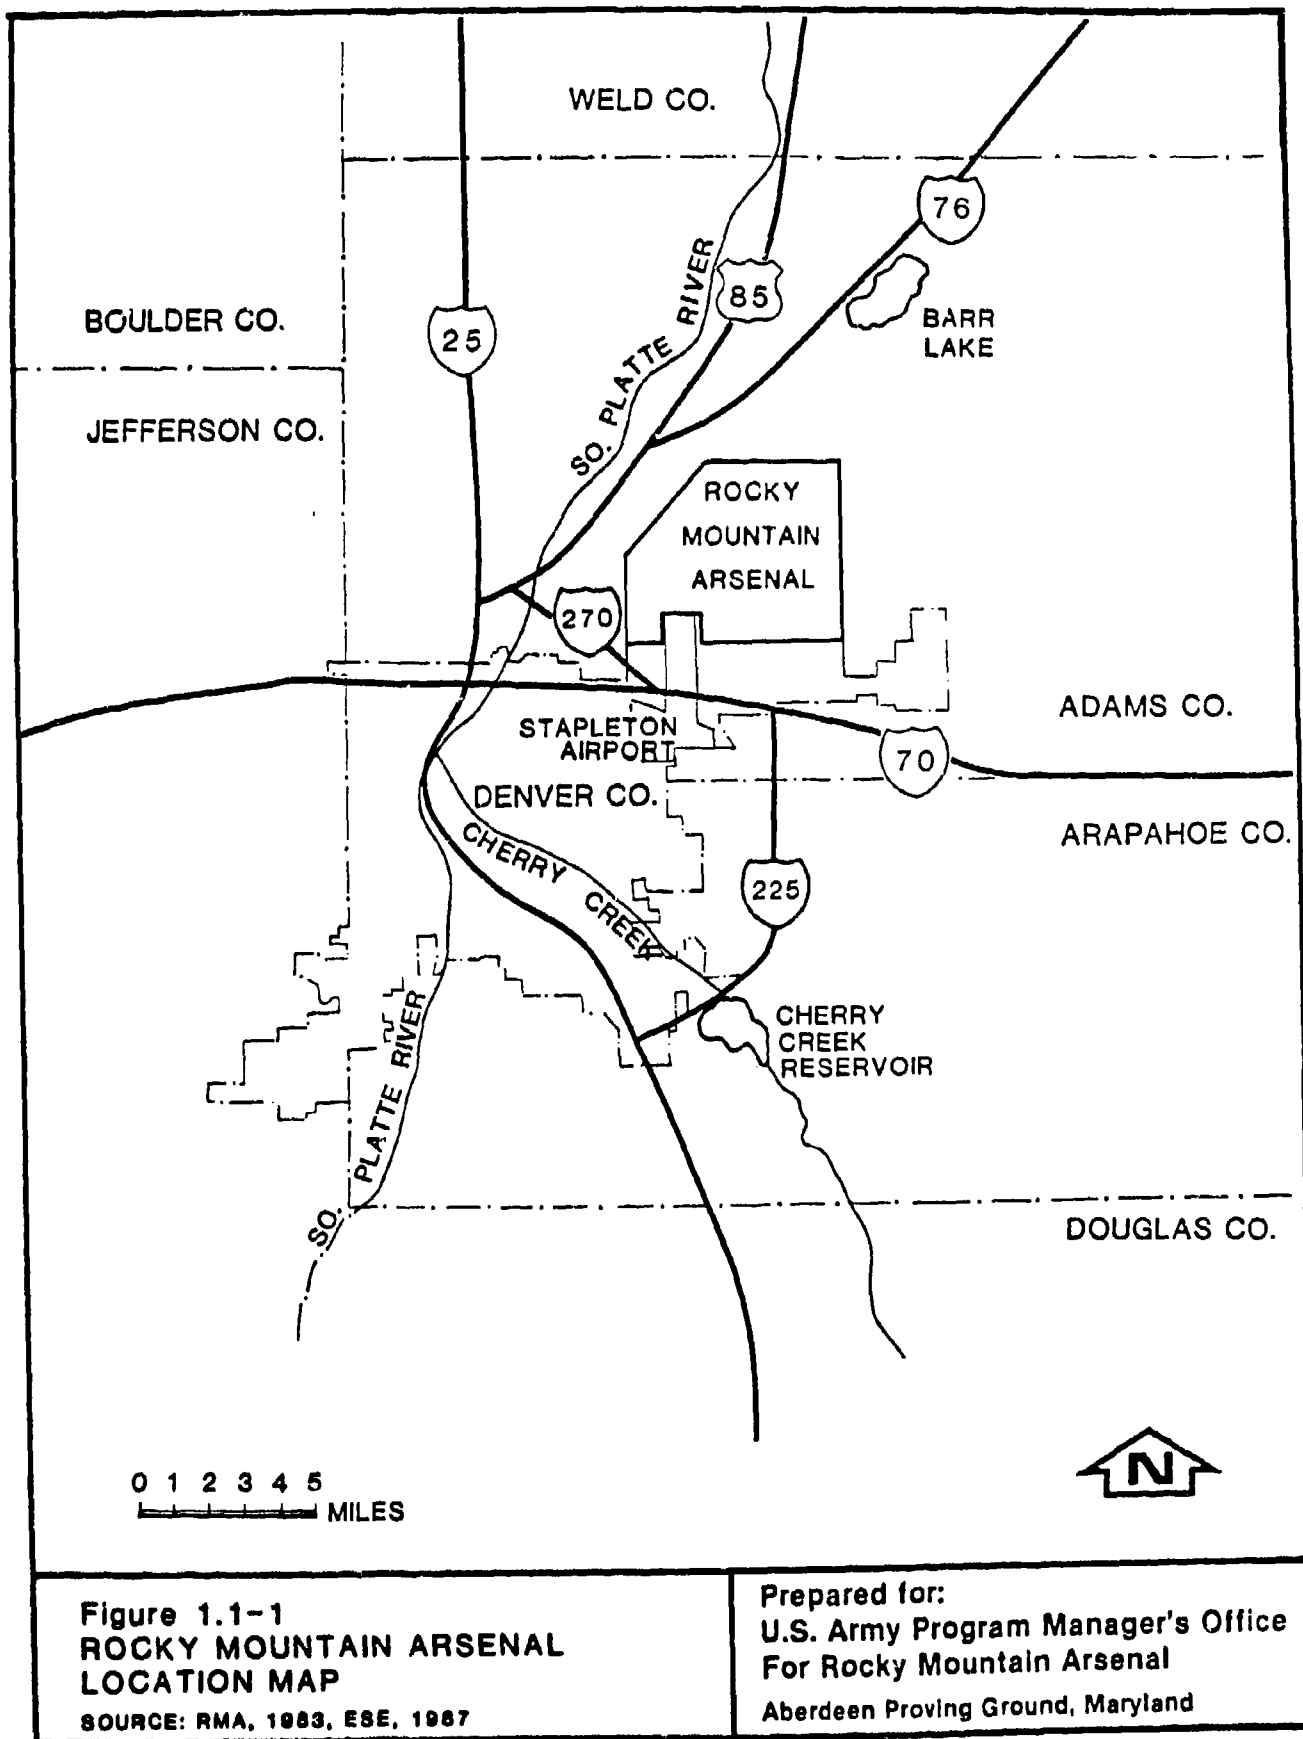 WELD CO.
76
85
BARR
LAKE
BOULDER CO.
25
SO. PLATTE RIVER
JEFFERSON CO.
ROCKY
MOUNTAIN
ARSENAL
270
ADAMS CO.
STAPLETON
AIRPORT
70
DENVER CO.
ARAPAHOE CO.
CHERRY CREEK
225
CHERRY
CREEK
RESERVOIR
SO. PLATTE RIVER
DOUGLAS CO.
N
0 1 2 3 4 5
MILES
Figure 1.1-1
ROCKY MOUNTAIN ARSENAL
LOCATION MAP
SOURCE: RMA, 1983, ESE, 1987
Prepared for:
U.S. Army Program Manager's Office
For Rocky Mountain Arsenal
Aberdeen Proving Ground, Maryland